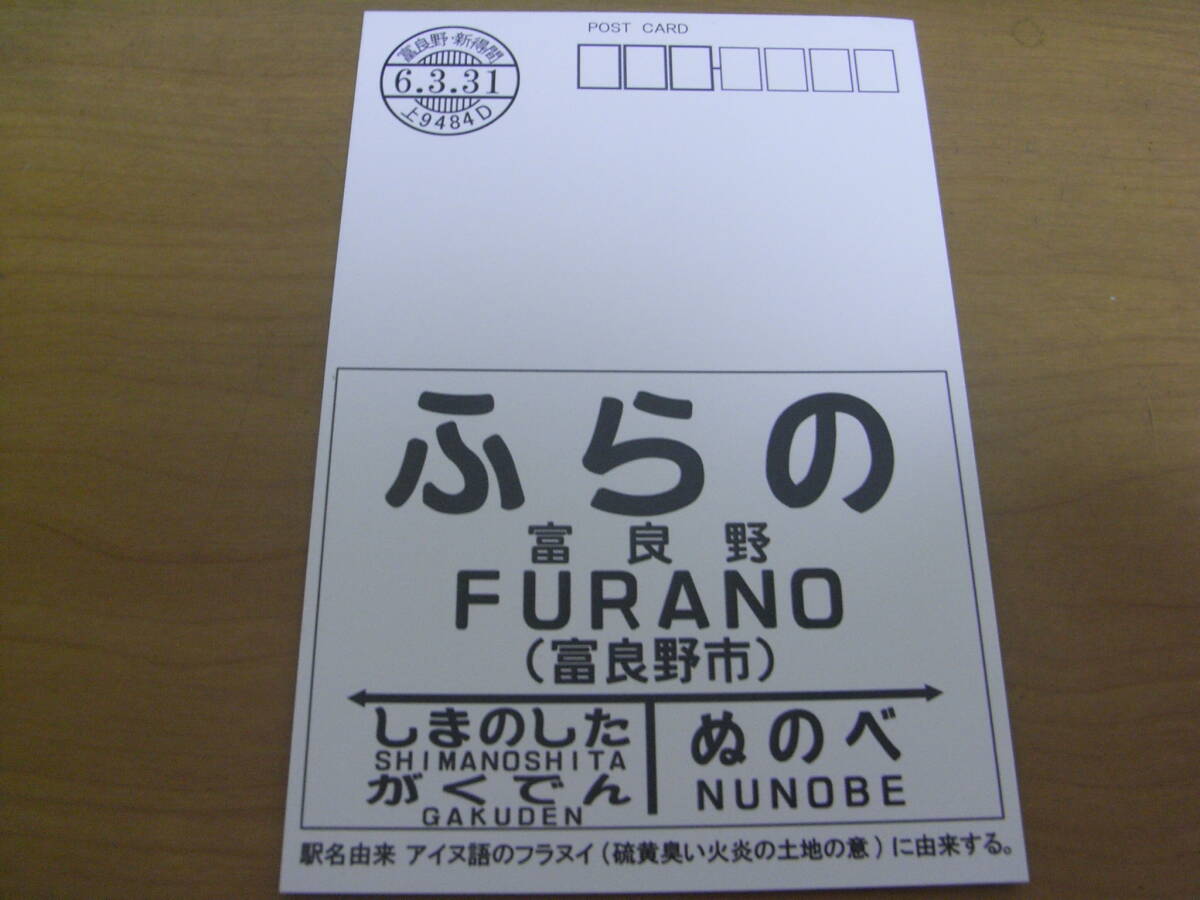 POST CARD
富良野・新得間
6.3.31
上9484D
ふらの
富良野
FURANO
(富良野市)
しまのした
SHIMANOSHITA
がくでん
GAKUDEN
ぬのべ
NUNOBE
駅名由来 アイヌ語のフラヌイ(硫黄臭い火炎の土地の意)に由来する。